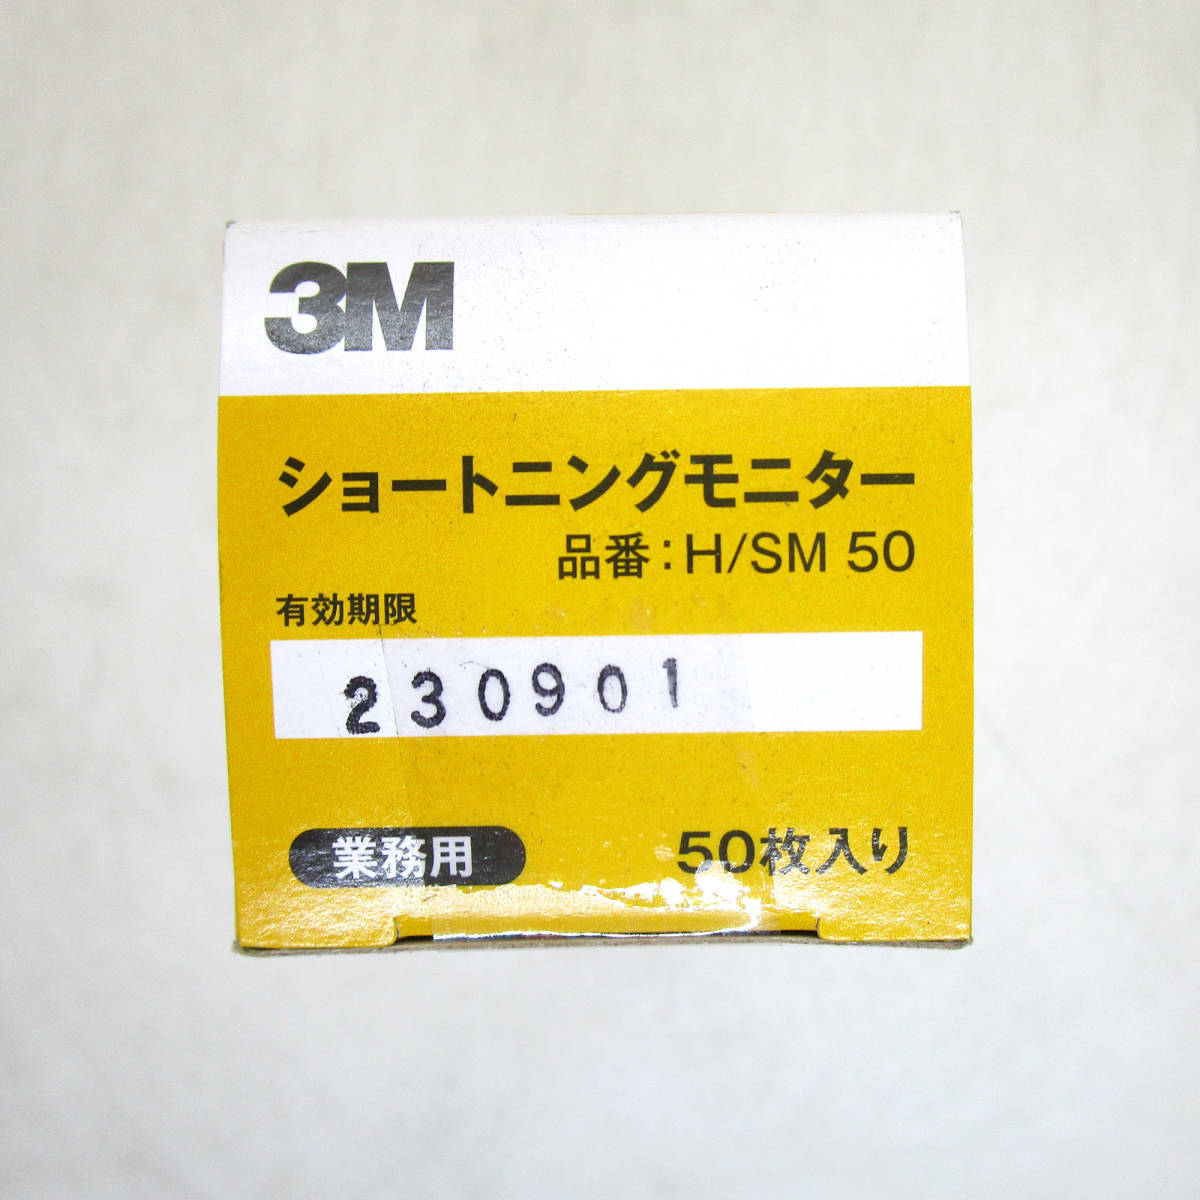 3M
ショートニングモニター
品番：H/SM 50
有効期限
230901
業務用
50枚入り